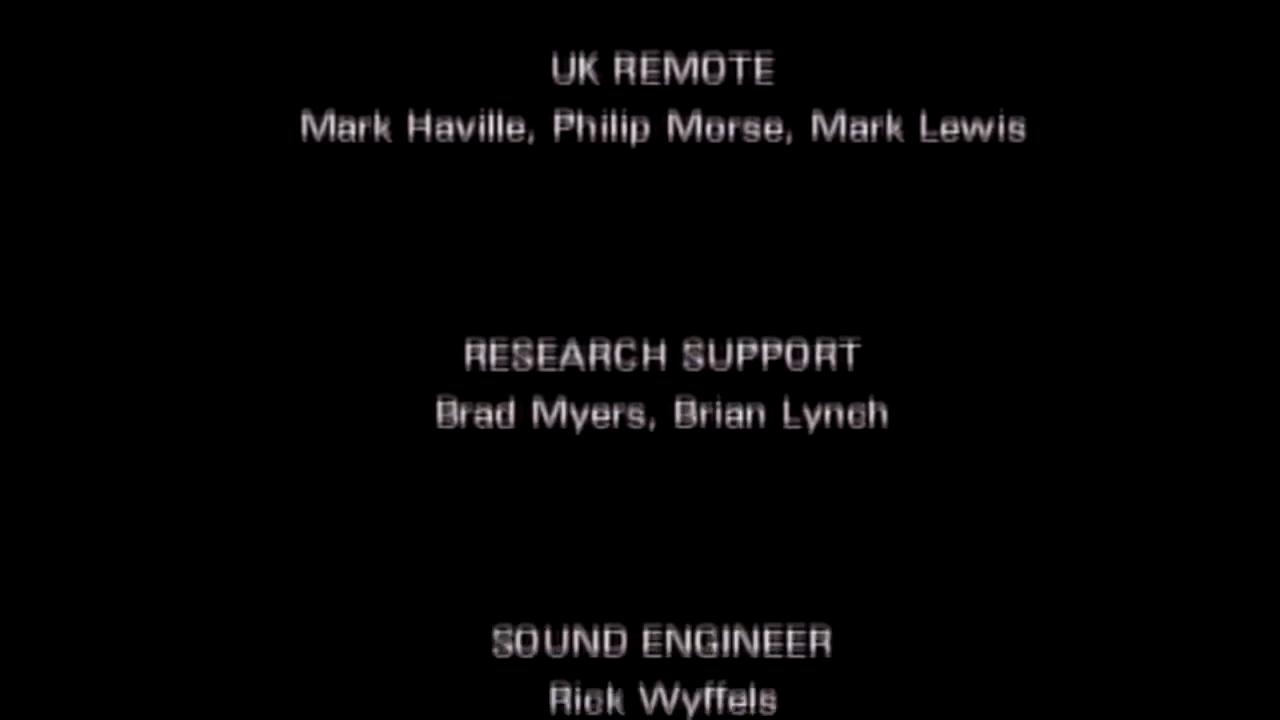 UK REMOTE
Mark Haville, Philip Morse, Mark Lewis
RESEARCH SUPPORT
Brad Myers, Brian Lynch
SOUND ENGINEER
Rick Wyffels